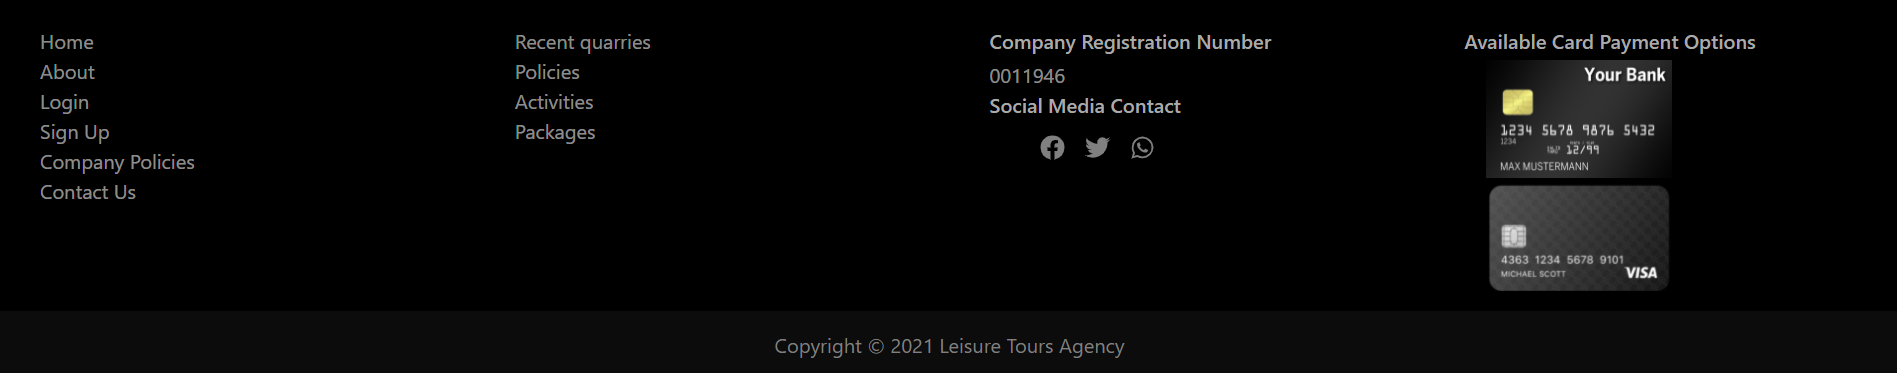 Home
About
Login
Sign Up
Company Policies
Contact Us
Recent quarries
Policies
Activities
Packages
Company Registration Number
0011946
Social Media Contact
Available Card Payment Options
Your Bank
1234 5678 9876 5432
1234
12/99
MAX MUSTERMANN
4363 1234 5678 9101
MICHAEL SCOTT
VISA
Copyright © 2021 Leisure Tours Agency